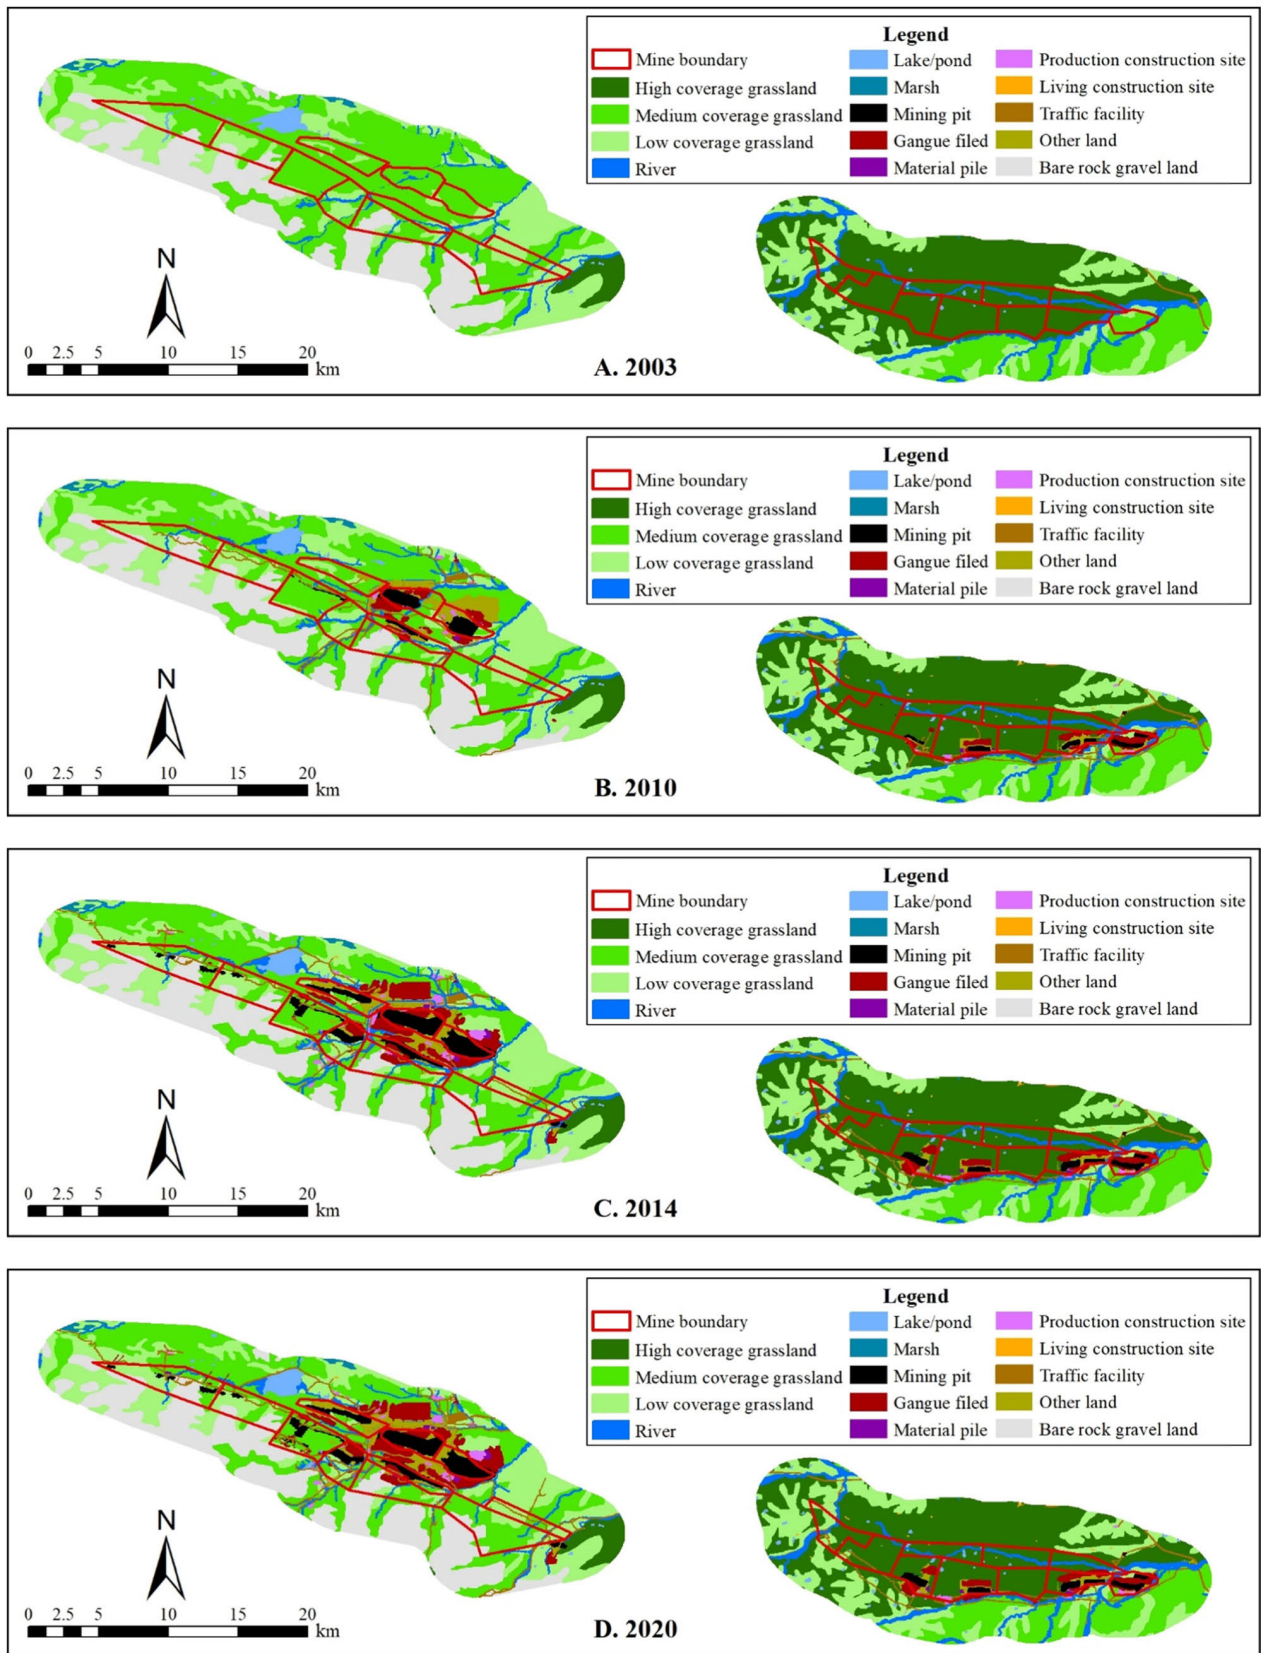 Legend
Mine boundary
High coverage grassland
Medium coverage grassland
Low coverage grassland
River
Lake/pond
Marsh
Mining pit
Gangue filed
Material pile
Production construction site
Living construction site
Traffic facility
Other land
Bare rock gravel land
N
0 2.5 5 10 15 20
km
A. 2003
Legend
Mine boundary
High coverage grassland
Medium coverage grassland
Low coverage grassland
River
Lake/pond
Marsh
Mining pit
Gangue filed
Material pile
Production construction site
Living construction site
Traffic facility
Other land
Bare rock gravel land
N
0 2.5 5 10 15 20
km
B. 2010
Legend
Mine boundary
High coverage grassland
Medium coverage grassland
Low coverage grassland
River
Lake/pond
Marsh
Mining pit
Gangue filed
Material pile
Production construction site
Living construction site
Traffic facility
Other land
Bare rock gravel land
N
0 2.5 5 10 15 20
km
C. 2014
Legend
Mine boundary
High coverage grassland
Medium coverage grassland
Low coverage grassland
River
Lake/pond
Marsh
Mining pit
Gangue filed
Material pile
Production construction site
Living construction site
Traffic facility
Other land
Bare rock gravel land
N
0 2.5 5 10 15 20
km
D. 2020